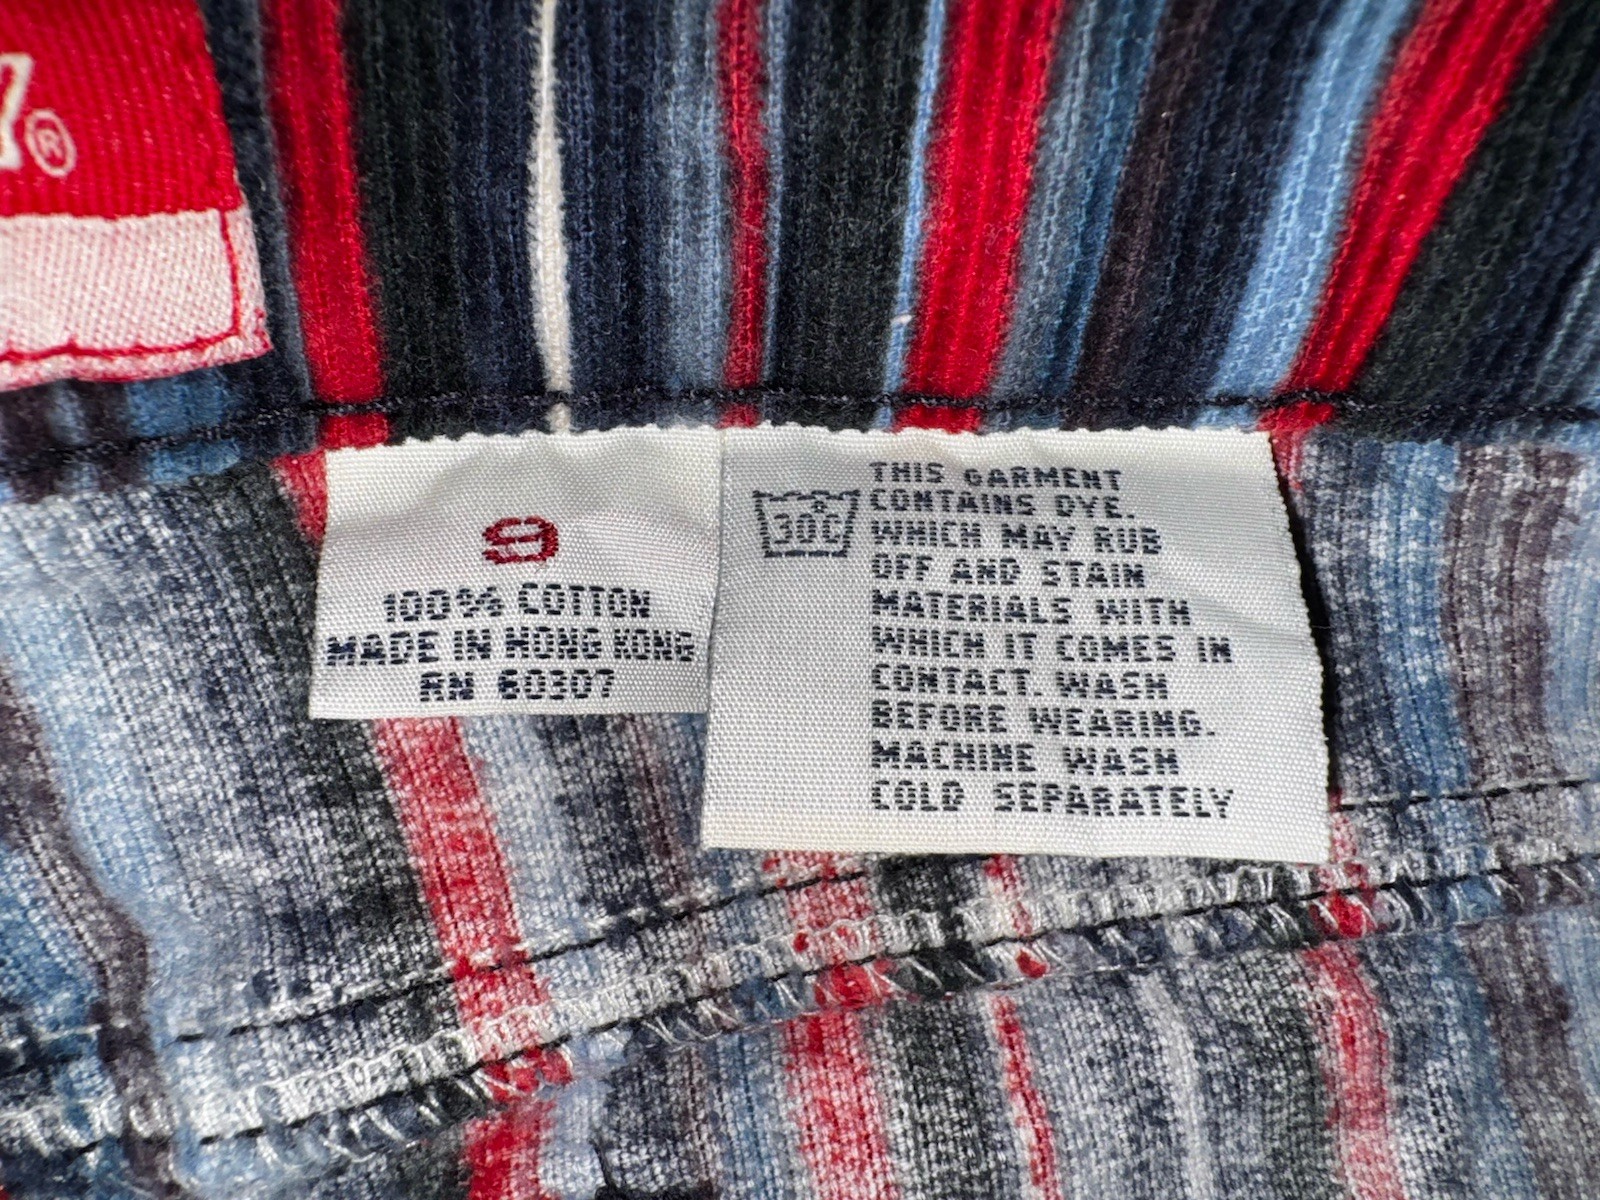 ®
9
100% COTTON
MADE IN HONG KONG
RN 60307
30C
THIS GARMENT
CONTAINS DYE.
WHICH MAY RUB
OFF AND STAIN
MATERIALS WITH
WHICH IT COMES IN
CONTACT. WASH
BEFORE WEARING.
MACHINE WASH
COLD SEPARATELY